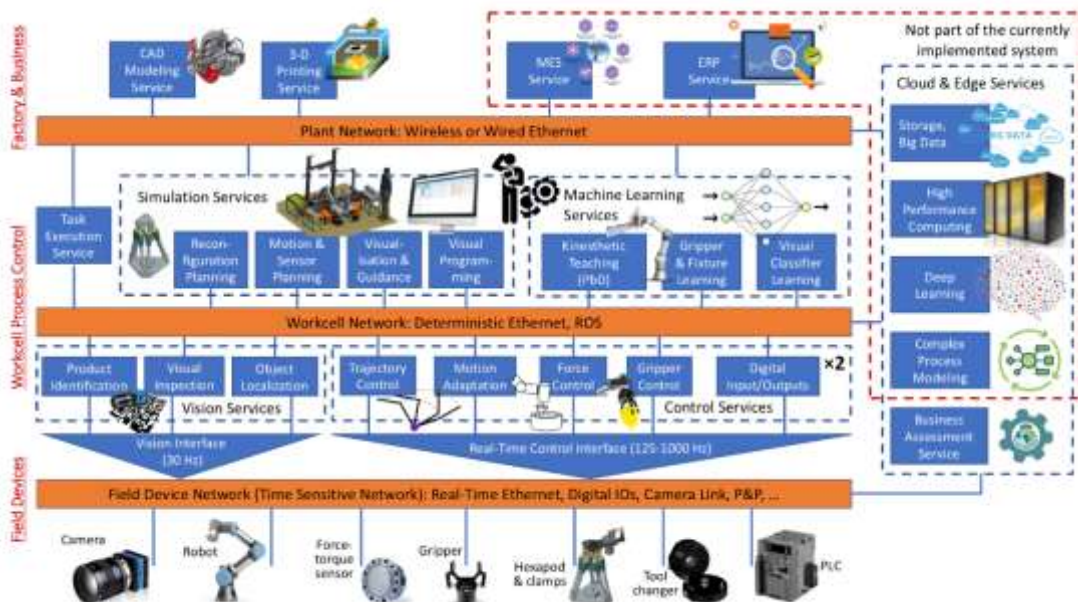 Factory & Business
Workcell Process Control
Field Devices
CAD
Modeling
Service
3-D
Printing
Service
MES
Service
ERP
Service
Not part of the currently
implemented system
Cloud & Edge Services
Plant Network: Wireless or Wired Ethernet
Storage,
Big Data
DATA
Simulation Services
Machine Learning
Services
Task
Execution
Service
Recon-
figuration
Planning
Motion &
Sensor
Planning
Visual-
isation &
Guidance
Visual
Program-
ming
Kinesthetic
Teaching
(PbD)
Gripper
& Fixture
Learning
Visual
Classifier
Learning
High
Performance
Computing
Deep
Learning
Workcell Network: Deterministic Ethernet, ROS
Product
Identification
Visual
Inspection
Object
Localization
Vision Services
Trajectory
Control
Motion
Adaptation
Force
Control
Gripper
Control
Digital
Input/Outputs
×2
Control Services
Complex
Process
Modeling
Business
Assessment
Service
Vision Interface
(30 Hz)
Real-Time Control Interface (125-1000 Hz)
Field Device Network (Time Sensitive Network): Real-Time Ethernet, Digital IOs, Camera Link, P&P, ...
Camera
Robot
Force-
torque
sensor
Gripper
Hexapod
& clamps
Tool
changer
PLC